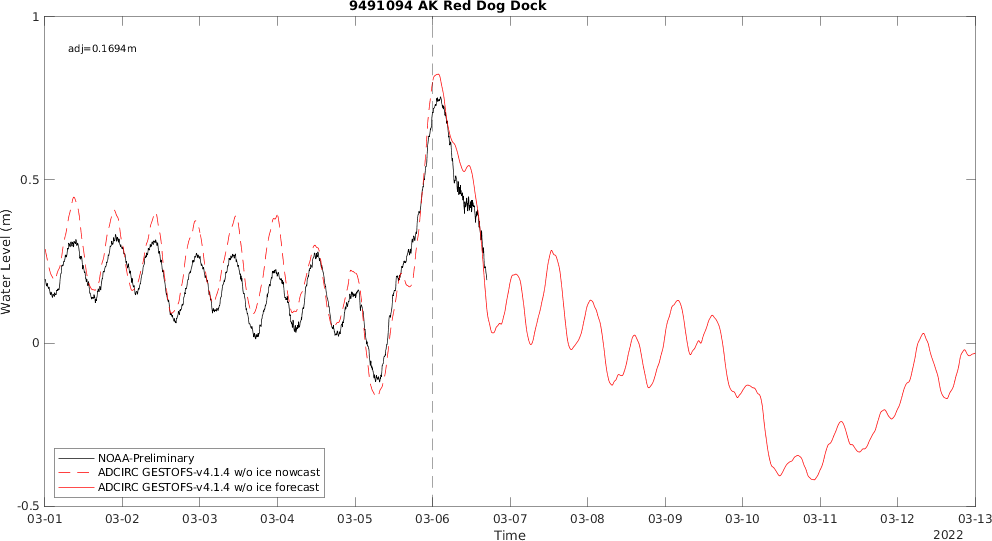 9491094 AK Red Dog Dock
adj=0.1694m
1
0.5
0
-0.5
Water Level (m)
NOAA-Preliminary
ADCIRC GESTOFS-v4.1.4 w/o ice nowcast
ADCIRC GESTOFS-v4.1.4 w/o ice forecast
03-01 03-02 03-03 03-04 03-05 03-06 03-07 03-08 03-09 03-10 03-11 03-12 03-13
Time
2022